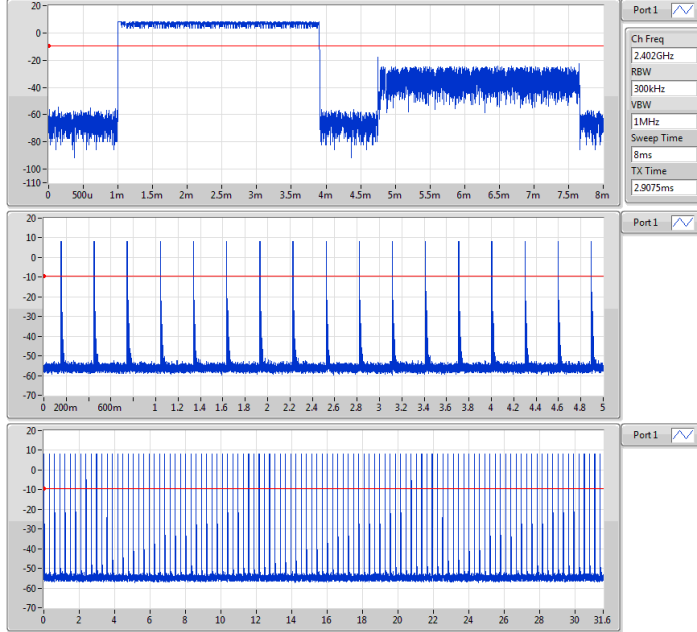 Port 1
20
0
-20
-40
-60
-80
-100
-110
0 500u 1m 1.5m 2m 2.5m 3m 3.5m 4m 4.5m 5m 5.5m 6m 6.5m 7m 7.5m 8m
Ch Freq
2.402GHz
RBW
300kHz
VBW
1MHz
Sweep Time
8ms
TX Time
2.9075ms
Port 1
20
10
0
-10
-20
-30
-40
-50
-60
-70
0 200m 600m 1 1.2 1.4 1.6 1.8 2 2.2 2.4 2.6 2.8 3 3.2 3.4 3.6 3.8 4 4.2 4.4 4.6 4.8 5
Port 1
20
10
0
-10
-20
-30
-40
-50
-60
-70
0 2 4 6 8 10 12 14 16 18 20 22 24 26 28 30 31.6